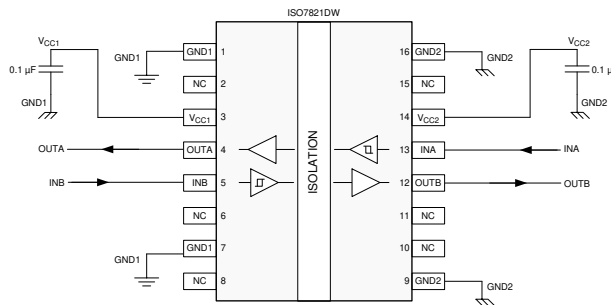 ISO7821DW
VCC1
0.1 µF
GND1
GND1
GND1 1
NC 2
VCC1 3
OUTA OUTA 4
INB INB 5
NC 6
GND1 GND1 7
NC 8
ISOLATION
16 GND2 GND2
15 NC
14 VCC2
13 INA INA
12 OUTB OUTB
11 NC
10 NC
9 GND2 GND2
VCC2
0.1 µ
GND2